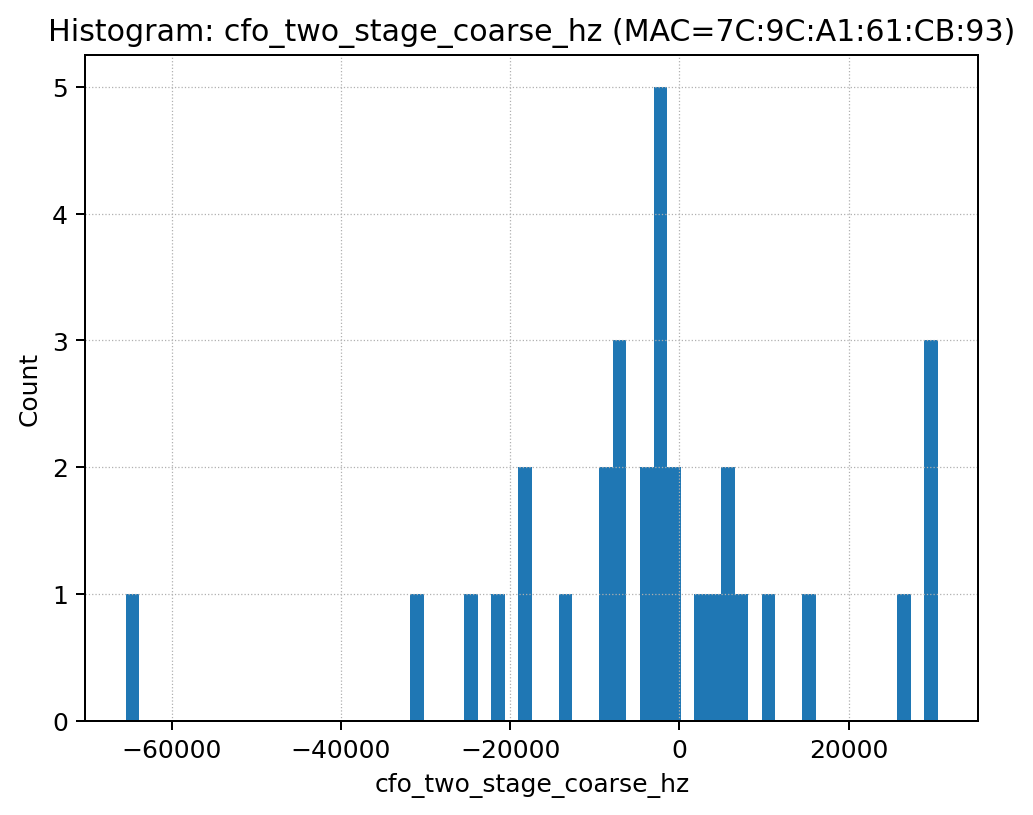 Histogram: cfo_two_stage_coarse_hz (MAC=7C:9C:A1:61:CB:93)
5
4
3
2
1
0
Count
−60000 −40000 −20000 0 20000
cfo_two_stage_coarse_hz